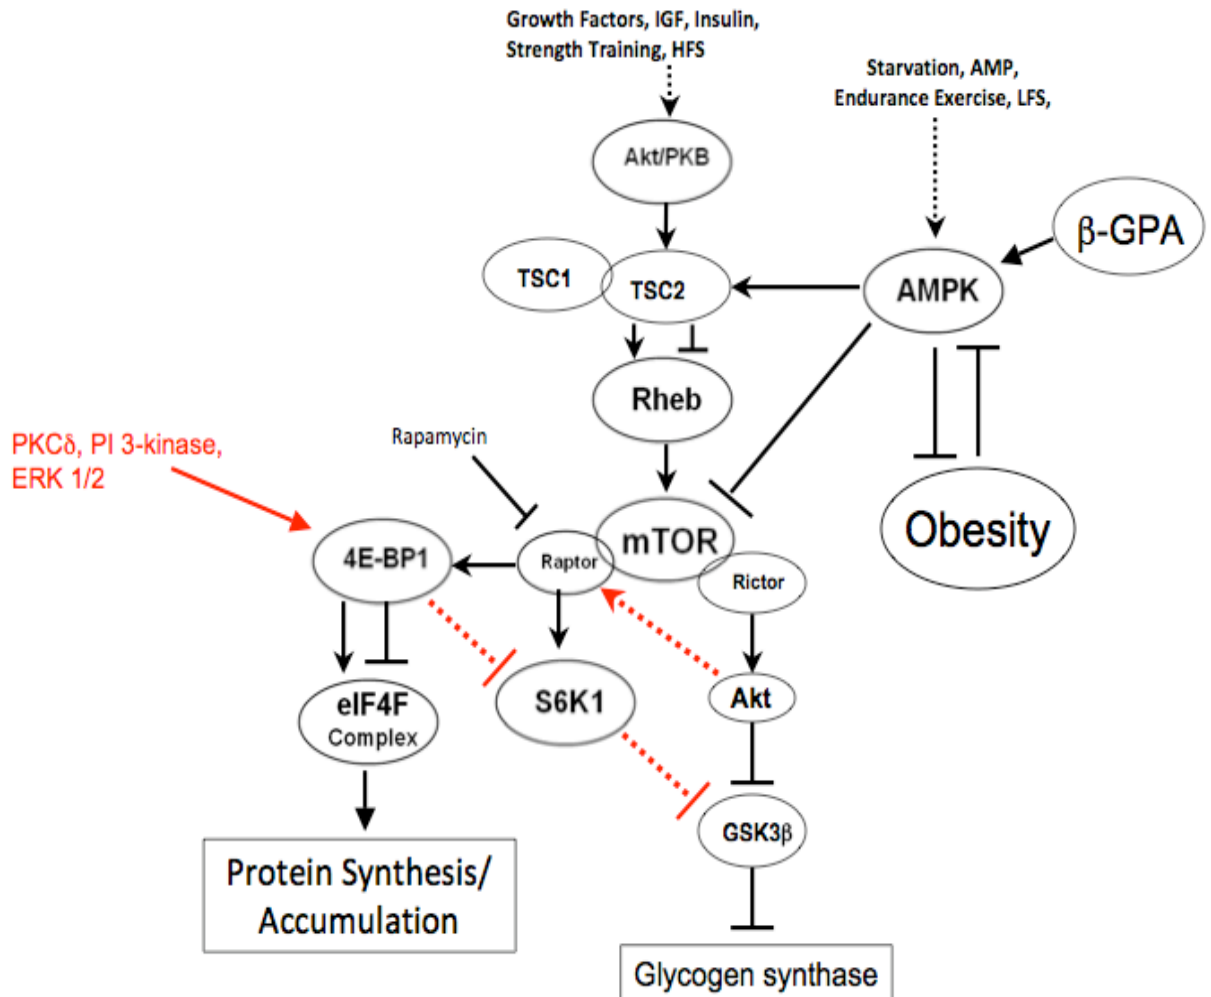 Growth Factors, IGF, Insulin,
Strength Training, HFS
Starvation, AMP,
Endurance Exercise, LFS,
Akt/PKB
β-GPA
TSC1
TSC2
AMPK
Rheb
PKCδ, PI 3-kinase,
ERK 1/2
Rapamycin
mTOR
Obesity
4E-BP1
Raptor
Rictor
eIF4F
Complex
S6K1
Akt
GSK3β
Protein Synthesis/
Accumulation
Glycogen synthase